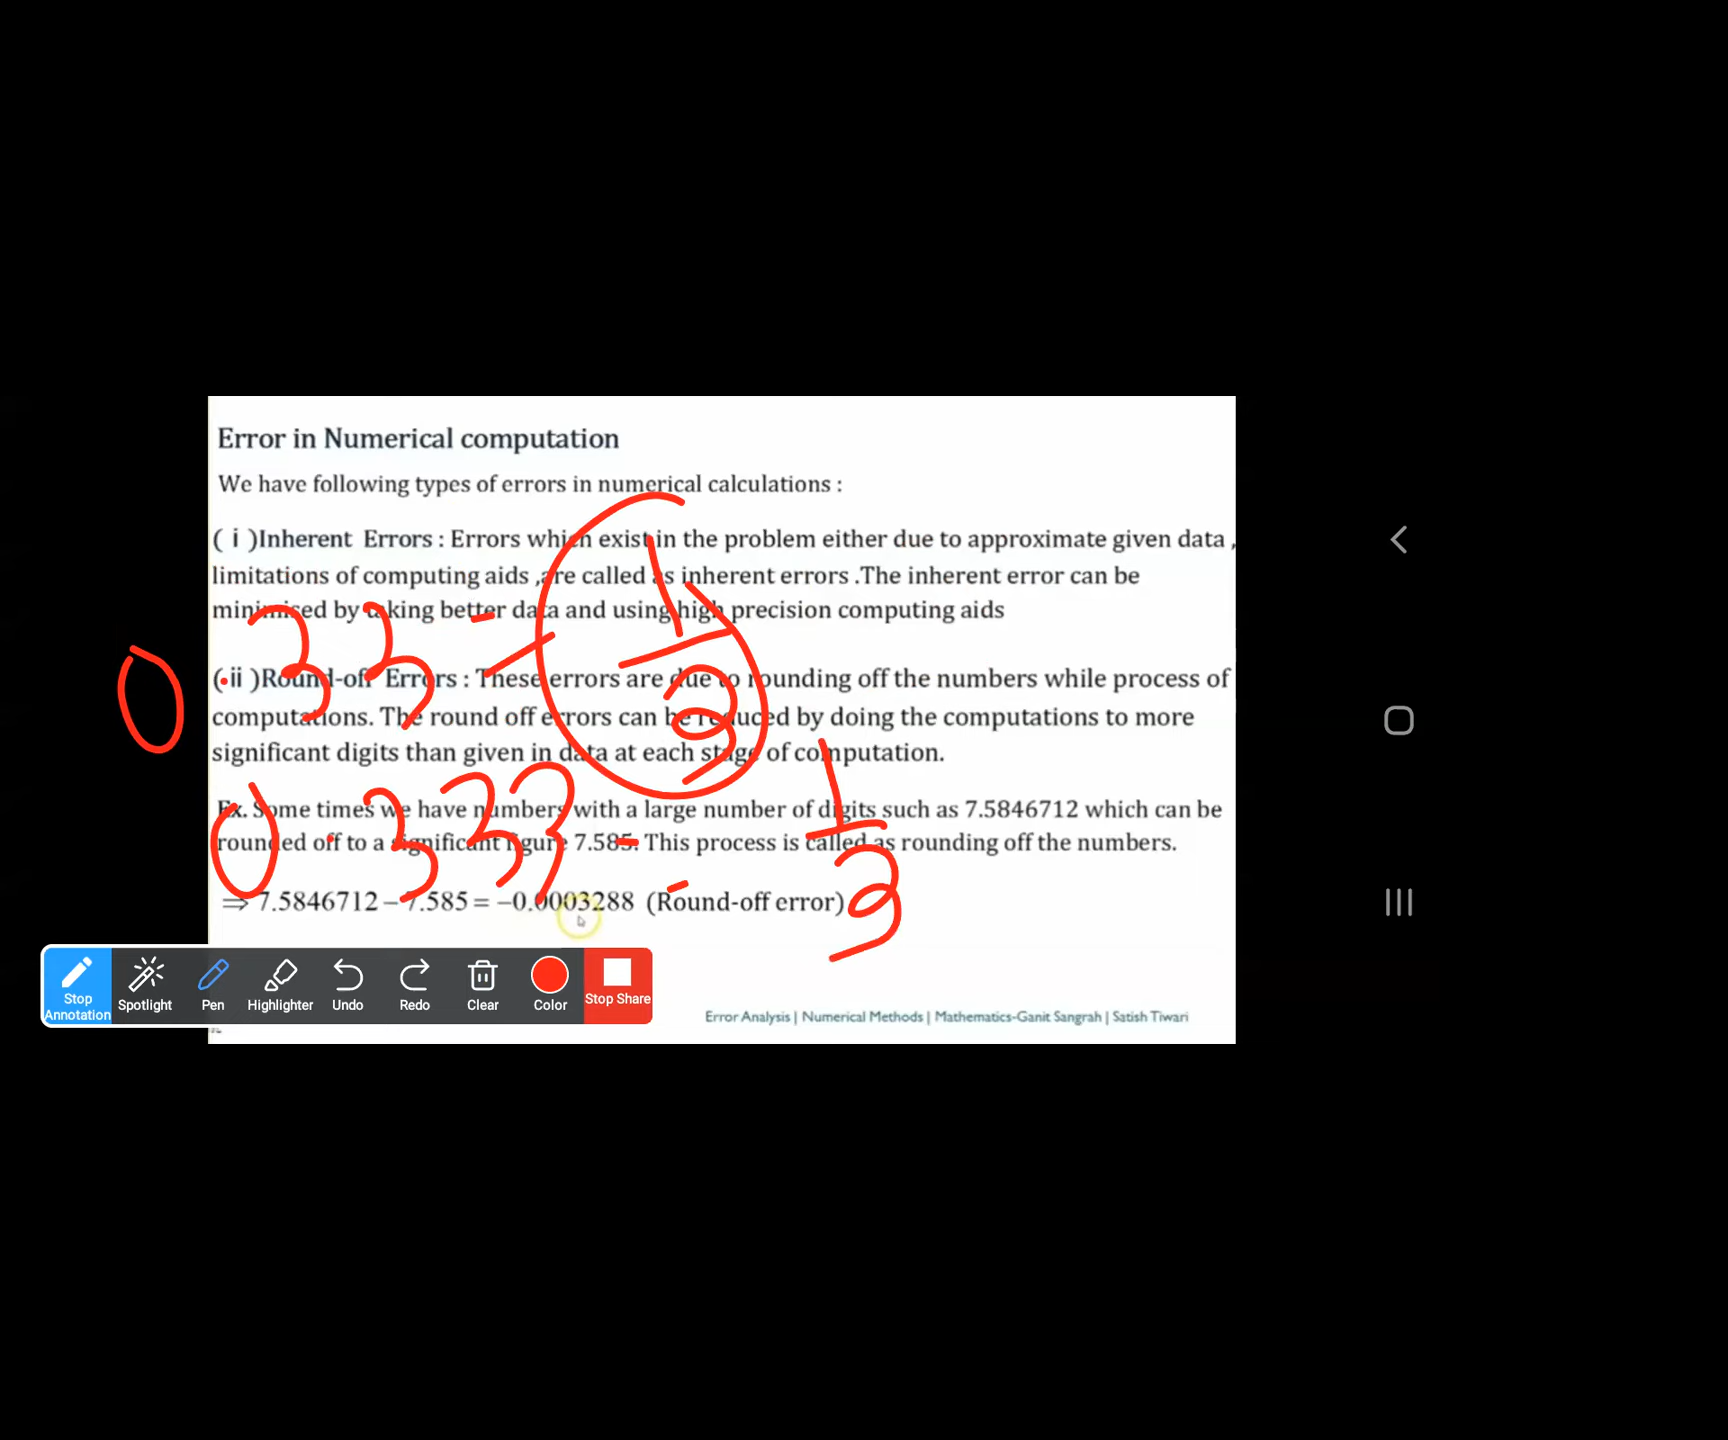 Error in Numerical computation
We have following types of errors in numerical calculations :
( i )Inherent Errors : Errors which exist in the problem either due to approximate given data ,
limitations of computing aids ,are called as inherent errors .The inherent error can be
minimised by taking better data and using high precision computing aids
0.33 = 1/3
( ii )Round-off Errors : These errors are due to rounding off the numbers while process of
computations. The round off errors can be reduced by doing the computations to more
significant digits than given in data at each stage of computation.
0.333 = 1/3
Ex. Some times we have numbers with a large number of digits such as 7.5846712 which can be
rounded off to a significant figure 7.585. This process is called as rounding off the numbers.
⇒ 7.5846712 – 7.585 = –0.0003288 (Round-off error)
Stop Annotation
Spotlight
Pen
Highlighter
Undo
Redo
Clear
Color
Stop Share
Error Analysis | Numerical Methods | Mathematics-Ganit Sangrah | Satish Tiwari